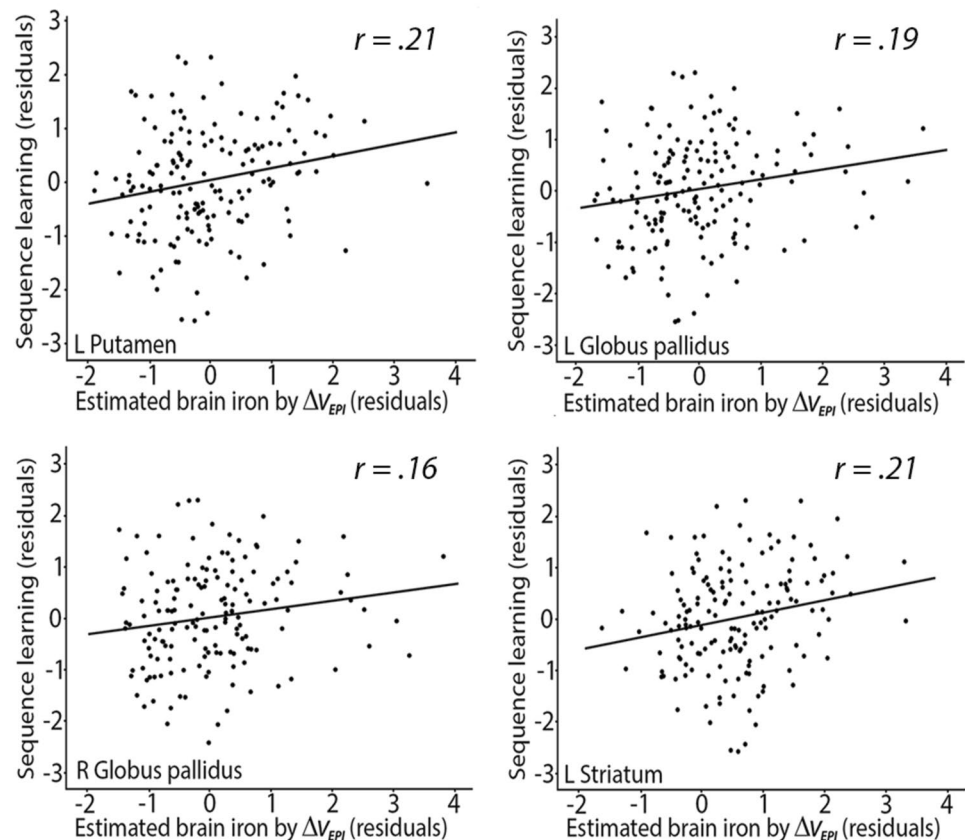 Sequence learning (residuals)
3
2
1
0
-1
-2
-3
r = .21
L Putamen
-2 -1 0 1 2 3 4
Estimated brain iron by ΔV_EPI (residuals)
Sequence learning (residuals)
3
2
1
0
-1
-2
-3
r = .19
L Globus pallidus
-2 -1 0 1 2 3 4
Estimated brain iron by ΔV_EPI (residuals)
Sequence learning (residuals)
3
2
1
0
-1
-2
-3
r = .16
R Globus pallidus
-2 -1 0 1 2 3 4
Estimated brain iron by ΔV_EPI (residuals)
Sequence learning (residuals)
3
2
1
0
-1
-2
-3
r = .21
L Striatum
-2 -1 0 1 2 3 4
Estimated brain iron by ΔV_EPI (residuals)